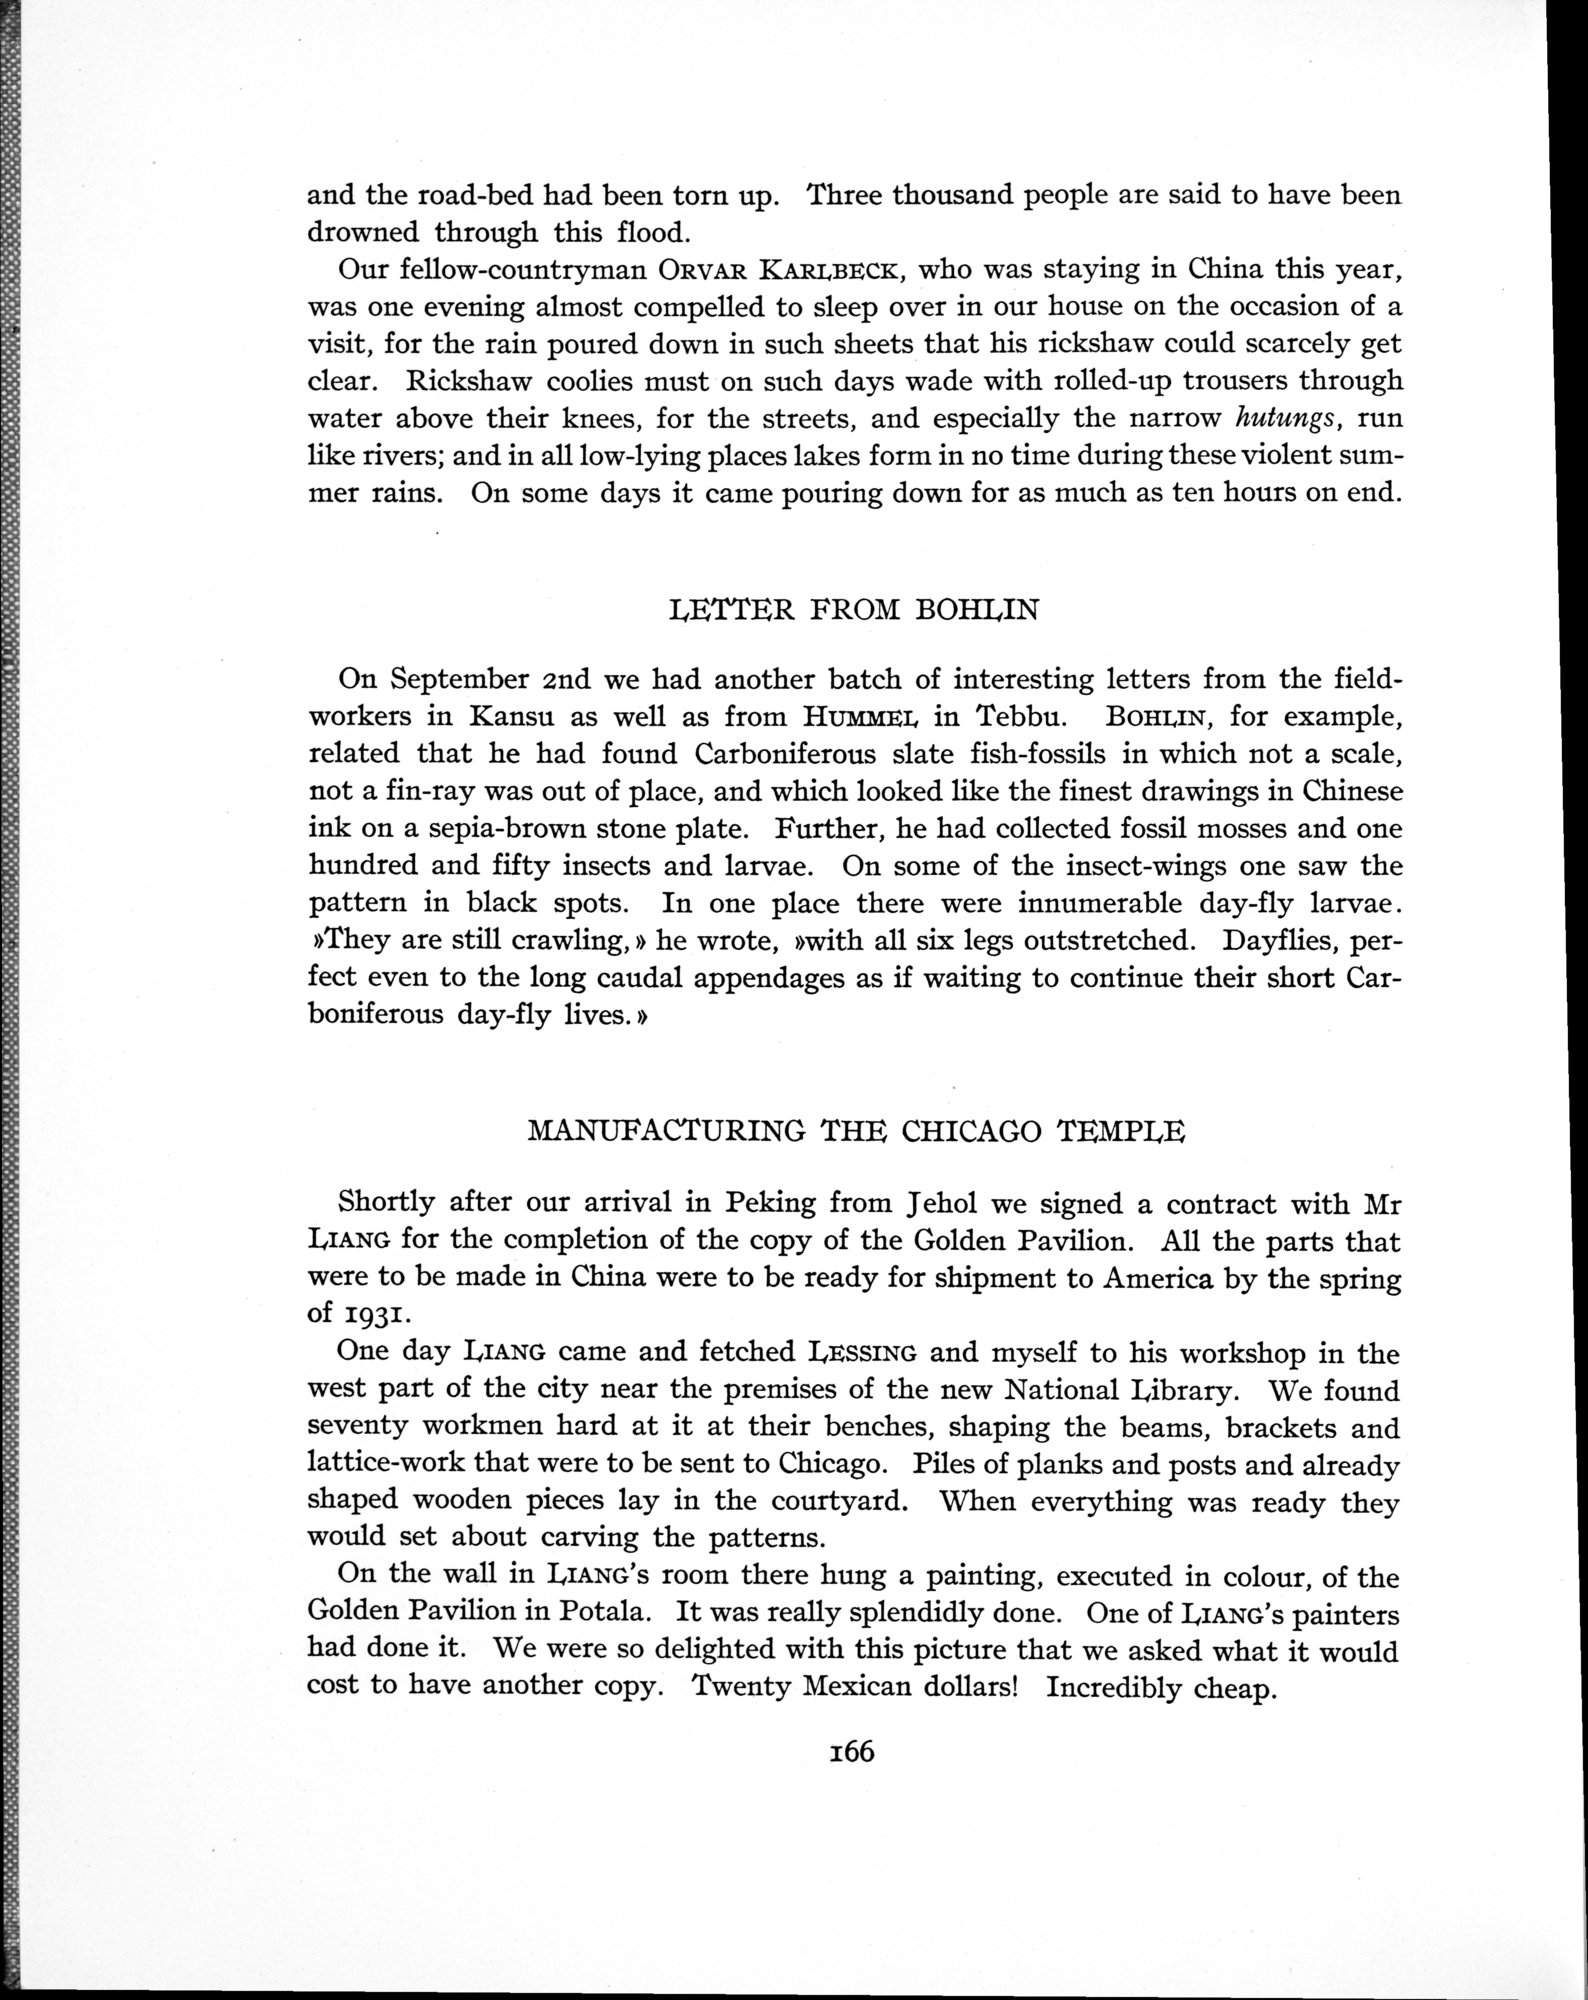 and the road-bed had been torn up. Three thousand people are said to have been
drowned through this flood.
Our fellow-countryman ORVAR KARLBECK, who was staying in China this year,
was one evening almost compelled to sleep over in our house on the occasion of a
visit, for the rain poured down in such sheets that his rickshaw could scarcely get
clear. Rickshaw coolies must on such days wade with rolled-up trousers through
water above their knees, for the streets, and especially the narrow hutungs, run
like rivers; and in all low-lying places lakes form in no time during these violent sum-
mer rains. On some days it came pouring down for as much as ten hours on end.
LETTER FROM BOHLIN
On September 2nd we had another batch of interesting letters from the field-
workers in Kansu as well as from HUMMEL in Tebbu. BOHLIN, for example,
related that he had found Carboniferous slate fish-fossils in which not a scale,
not a fin-ray was out of place, and which looked like the finest drawings in Chinese
ink on a sepia-brown stone plate. Further, he had collected fossil mosses and one
hundred and fifty insects and larvae. On some of the insect-wings one saw the
pattern in black spots. In one place there were innumerable day-fly larvae.
»They are still crawling,» he wrote, »with all six legs outstretched. Dayflies, per-
fect even to the long caudal appendages as if waiting to continue their short Car-
boniferous day-fly lives.»
MANUFACTURING THE CHICAGO TEMPLE
Shortly after our arrival in Peking from Jehol we signed a contract with Mr
LIANG for the completion of the copy of the Golden Pavilion. All the parts that
were to be made in China were to be ready for shipment to America by the spring
of 1931.
One day LIANG came and fetched LESSING and myself to his workshop in the
west part of the city near the premises of the new National Library. We found
seventy workmen hard at it at their benches, shaping the beams, brackets and
lattice-work that were to be sent to Chicago. Piles of planks and posts and already
shaped wooden pieces lay in the courtyard. When everything was ready they
would set about carving the patterns.
On the wall in LIANG's room there hung a painting, executed in colour, of the
Golden Pavilion in Potala. It was really splendidly done. One of LIANG's painters
had done it. We were so delighted with this picture that we asked what it would
cost to have another copy. Twenty Mexican dollars! Incredibly cheap.
166